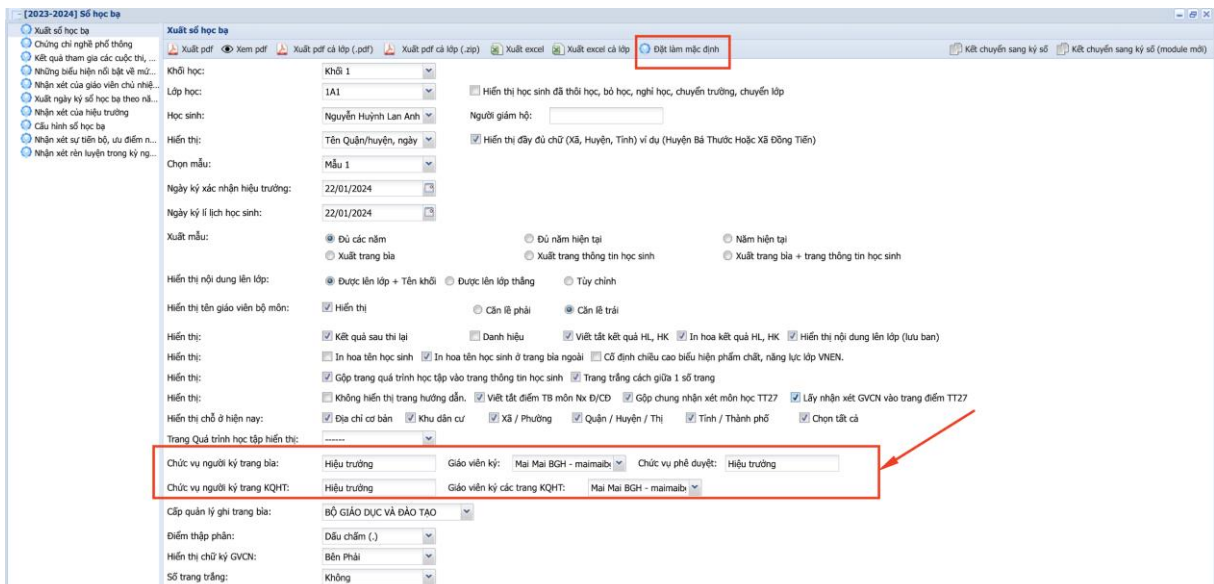 [2023-2024] Sổ học bạ
Xuất sổ học bạ
Chứng chỉ nghề phổ thông
Kết quả tham gia các cuộc thi, ...
Những biểu hiện nổi bật về mứ...
Nhận xét của giáo viên chủ nhiệ...
Xuất ngày ký sổ học bạ theo nă...
Nhận xét của hiệu trưởng
Cấu hình sổ học bạ
Nhận xét sự tiến bộ, ưu điểm n...
Nhận xét rèn luyện trong kỳ ng...
Xuất sổ học bạ
Xuất pdf Xem pdf Xuất pdf cả lớp (.pdf) Xuất pdf cả lớp (.zip) Xuất excel Xuất excel cả lớp Đặt làm mặc định Kết chuyển sang ký số Kết chuyển sang ký số (module mới)
Khối học: Khối 1
Lớp học: 1A1 Hiển thị học sinh đã thôi học, bỏ học, nghỉ học, chuyển trường, chuyển lớp
Học sinh: Nguyễn Huỳnh Lan Anh Người giám hộ:
Hiển thị: Tên Quận/huyện, ngày Hiển thị đầy đủ chữ (Xã, Huyện, Tỉnh) ví dụ (Huyện Bá Thước Hoặc Xã Đồng Tiến)
Chọn mẫu: Mẫu 1
Ngày ký xác nhận hiệu trưởng: 22/01/2024
Ngày ký lí lịch học sinh: 22/01/2024
Xuất mẫu: Đủ các năm Đủ năm hiện tại Năm hiện tại
Xuất trang bìa Xuất trang thông tin học sinh Xuất trang bìa + trang thông tin học sinh
Hiển thị nội dung lên lớp: Được lên lớp + Tên khối Được lên lớp thẳng Tùy chỉnh
Hiển thị tên giáo viên bộ môn: Hiển thị Căn lề phải Căn lề trái
Hiển thị: Kết quả sau thi lại Danh hiệu Viết tắt kết quả HL, HK In hoa kết quả HL, HK Hiển thị nội dung lên lớp (lưu ban)
Hiển thị: In hoa tên học sinh In hoa tên học sinh ở trang bìa ngoài Cố định chiều cao biểu hiện phẩm chất, năng lực lớp VNEN.
Hiển thị: Gộp trang quá trình học tập vào trang thông tin học sinh Trang trắng cách giữa 1 số trang
Hiển thị: Không hiển thị trang hướng dẫn. Viết tắt điểm TB môn Nx Đ/CĐ Gộp chung nhận xét môn học TT27 Lấy nhận xét GVCN vào trang điểm TT27
Hiển thị chỗ ở hiện nay: Địa chỉ cơ bản Khu dân cư Xã / Phường Quận / Huyện / Thị Tỉnh / Thành phố Chọn tất cả
Trang Quá trình học tập hiển thị: ------
Chức vụ người ký trang bìa: Hiệu trưởng Giáo viên ký: Mai Mai BGH - maimaib Chức vụ phê duyệt: Hiệu trưởng
Chức vụ người ký trang KQHT: Hiệu trưởng Giáo viên ký các trang KQHT: Mai Mai BGH - maimaib
Cấp quản lý ghi trang bìa: BỘ GIÁO DỤC VÀ ĐÀO TẠO
Điểm thập phân: Dấu chấm (.)
Hiển thị chữ ký GVCN: Bên Phải
Số trang trắng: Không